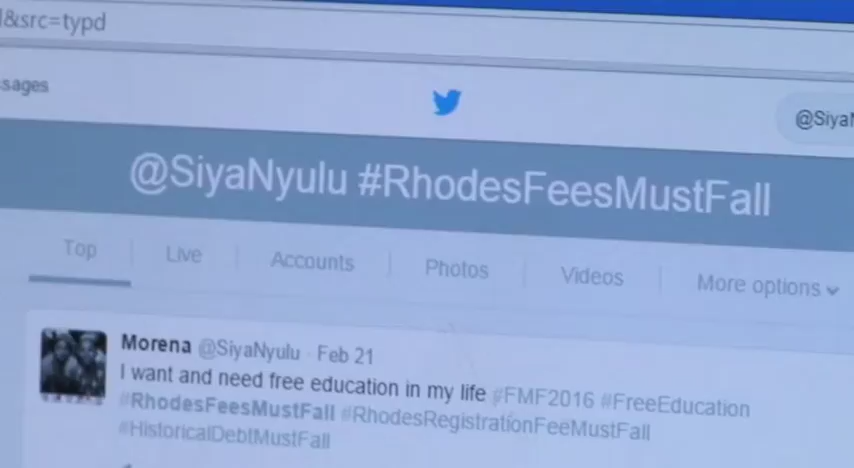 &src=typd
sages
@SiyaN
@SiyaNyulu #RhodesFeesMustFall
Top Live Accounts Photos Videos More options
Morena @SiyaNyulu · Feb 21
I want and need free education in my life #FMF2016 #FreeEducation
#RhodesFeesMustFall #RhodesRegistrationFeeMustFall
#HistoricalDebtMustFall